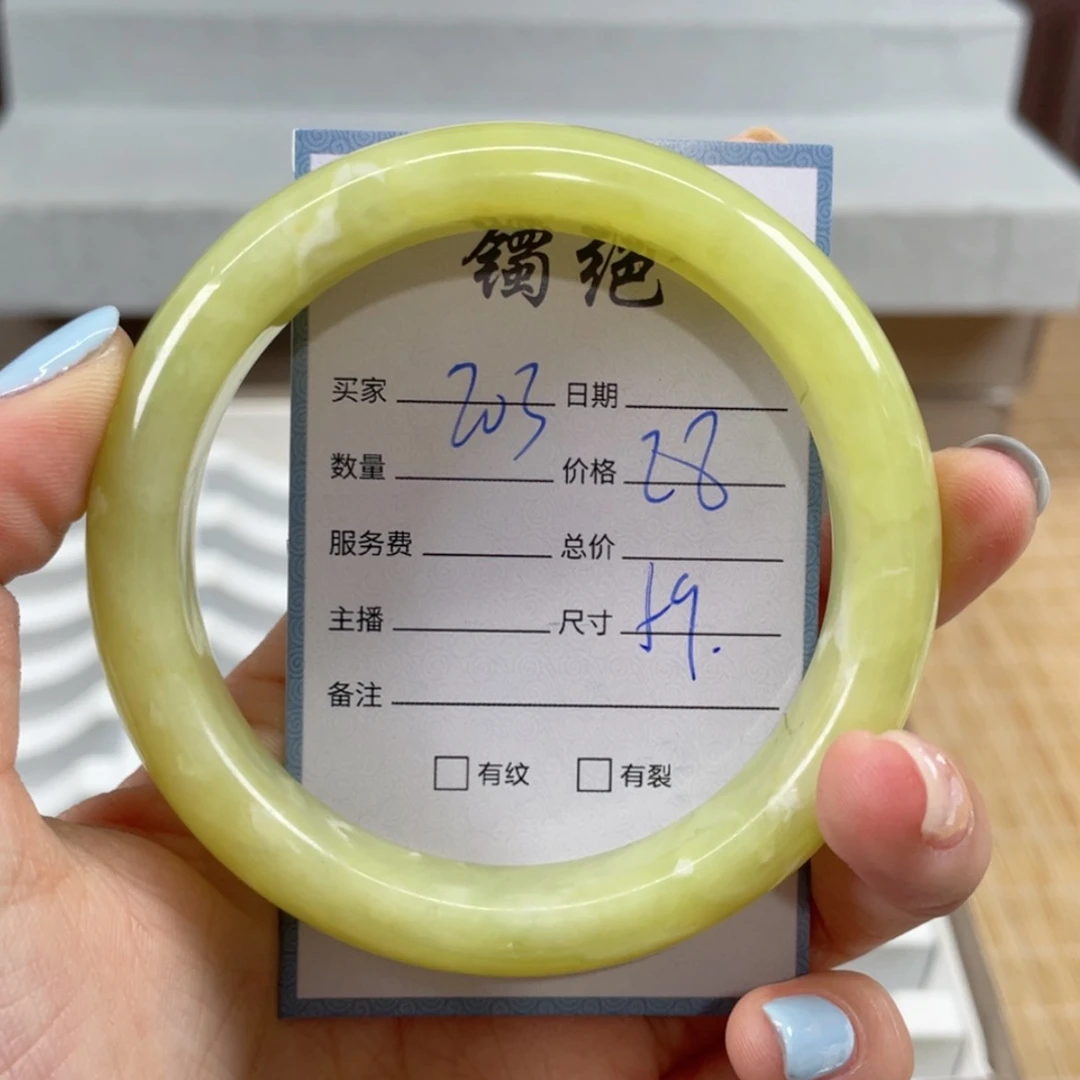 镯绝
买家 203 日期
数量 价格 28
服务费 总价
主播 尺寸 59.
备注
有纹 有裂